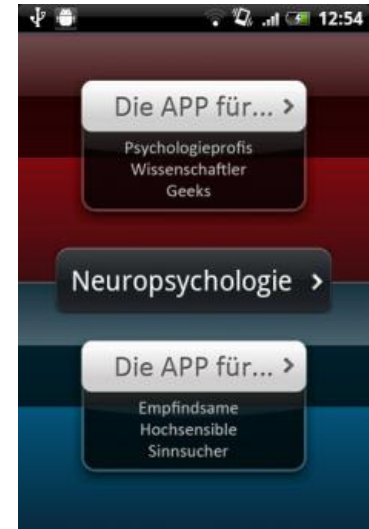 12:54
Die APP für... >
Psychologieprofis
Wissenschaftler
Geeks
Neuropsychologie >
Die APP für... >
Empfindsame
Hochsensible
Sinnsucher